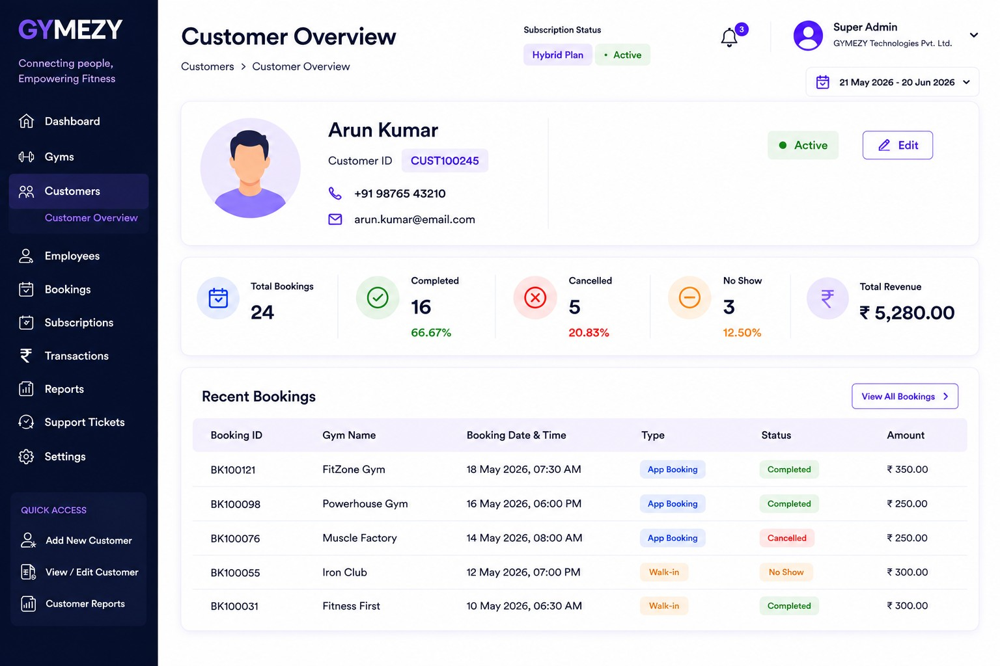 GYMEZY
Connecting people,
Empowering Fitness
Dashboard
Gyms
Customers
Customer Overview
Employees
Bookings
Subscriptions
Transactions
Reports
Support Tickets
Settings
QUICK ACCESS
Add New Customer
View / Edit Customer
Customer Reports
Customer Overview
Customers > Customer Overview
Subscription Status
Hybrid Plan • Active
3
Super Admin
GYMEZY Technologies Pvt. Ltd.
21 May 2026 - 20 Jun 2026
Arun Kumar
Customer ID CUST100245
+91 98765 43210
arun.kumar@email.com
Active
Edit
Total Bookings
24
Completed
16
66.67%
Cancelled
5
20.83%
No Show
3
12.50%
₹
Total Revenue
₹ 5,280.00
Recent Bookings
View All Bookings >
Booking ID Gym Name Booking Date & Time Type Status Amount
BK100121 FitZone Gym 18 May 2026, 07:30 AM App Booking Completed ₹ 350.00
BK100098 Powerhouse Gym 16 May 2026, 06:00 PM App Booking Completed ₹ 250.00
BK100076 Muscle Factory 14 May 2026, 08:00 AM App Booking Cancelled ₹ 250.00
BK100055 Iron Club 12 May 2026, 07:00 PM Walk-in No Show ₹ 300.00
BK100031 Fitness First 10 May 2026, 06:30 AM Walk-in Completed ₹ 300.00